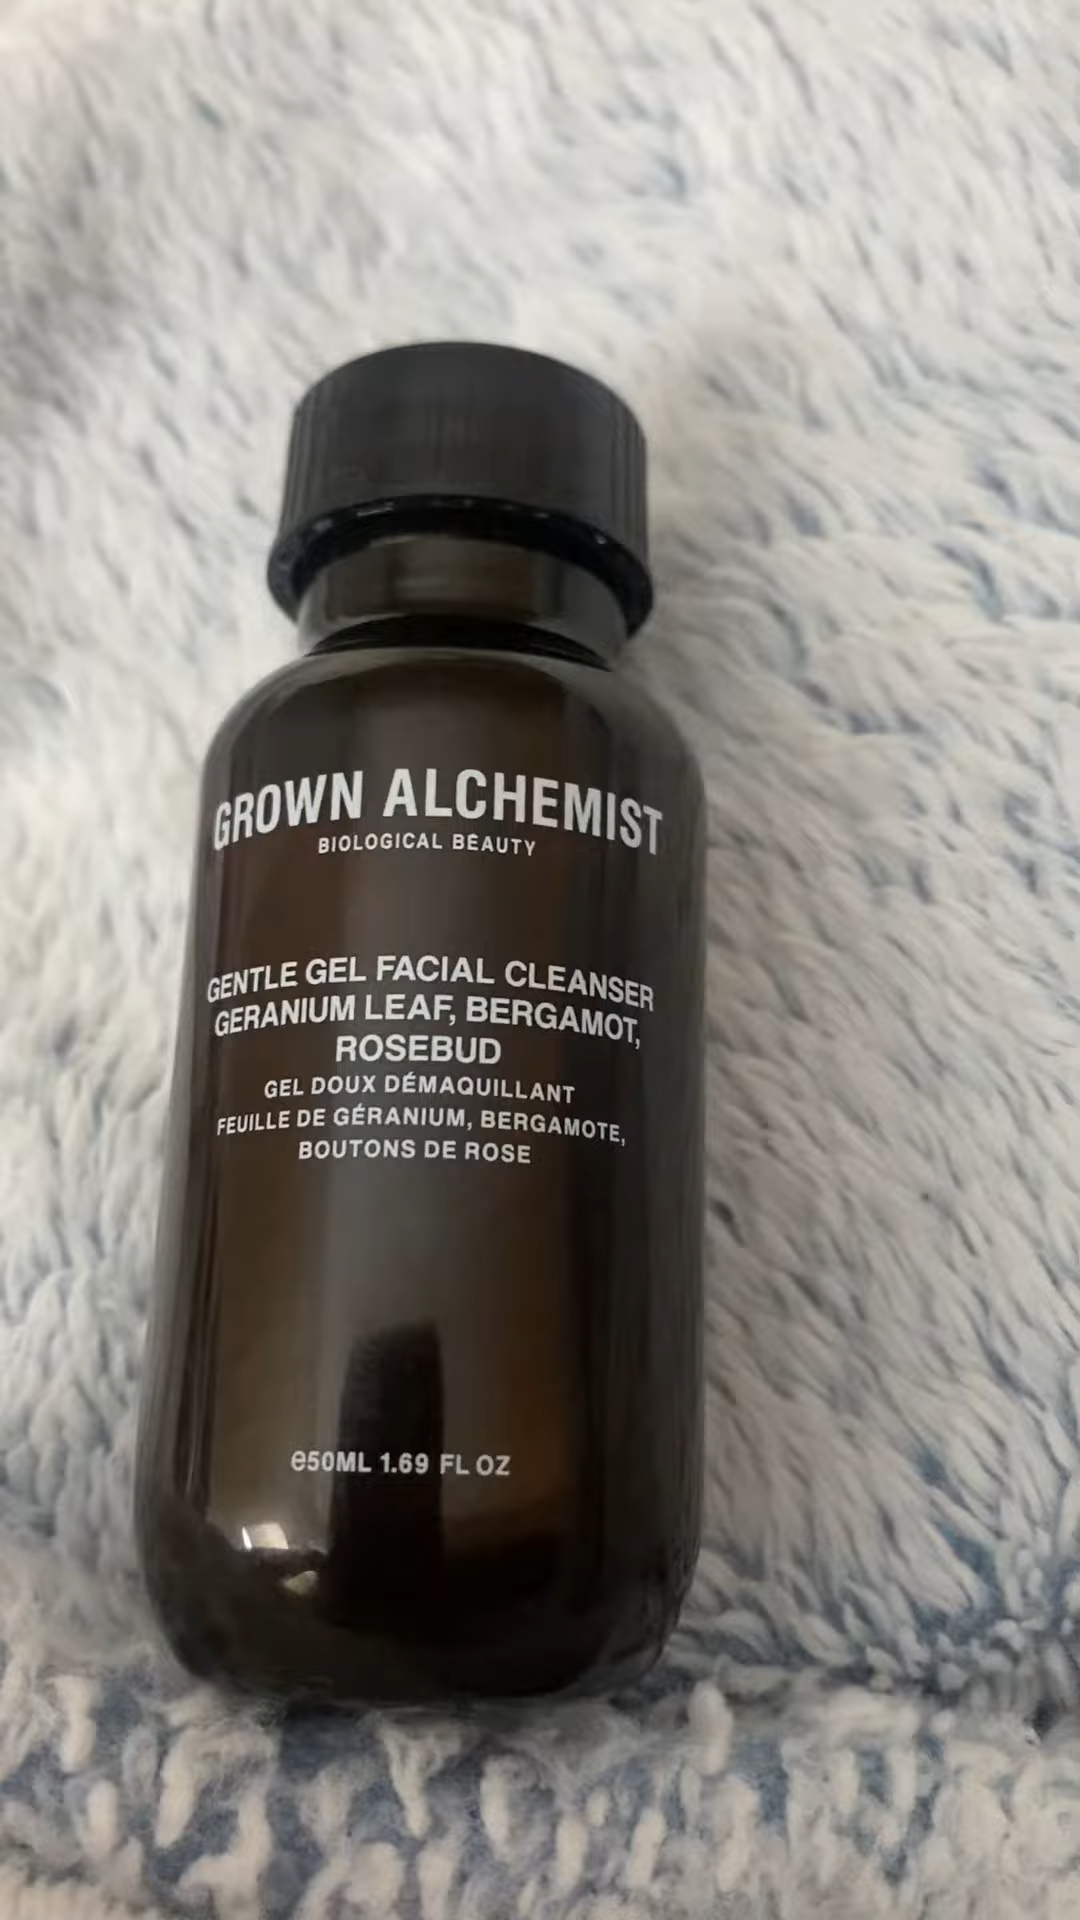 GROWN ALCHEMIST
BIOLOGICAL BEAUTY
GENTLE GEL FACIAL CLEANSER
GERANIUM LEAF, BERGAMOT,
ROSEBUD
GEL DOUX DÉMAQUILLANT
FEUILLE DE GÉRANIUM, BERGAMOTE,
BOUTONS DE ROSE
℮50ML 1.69 FL OZ